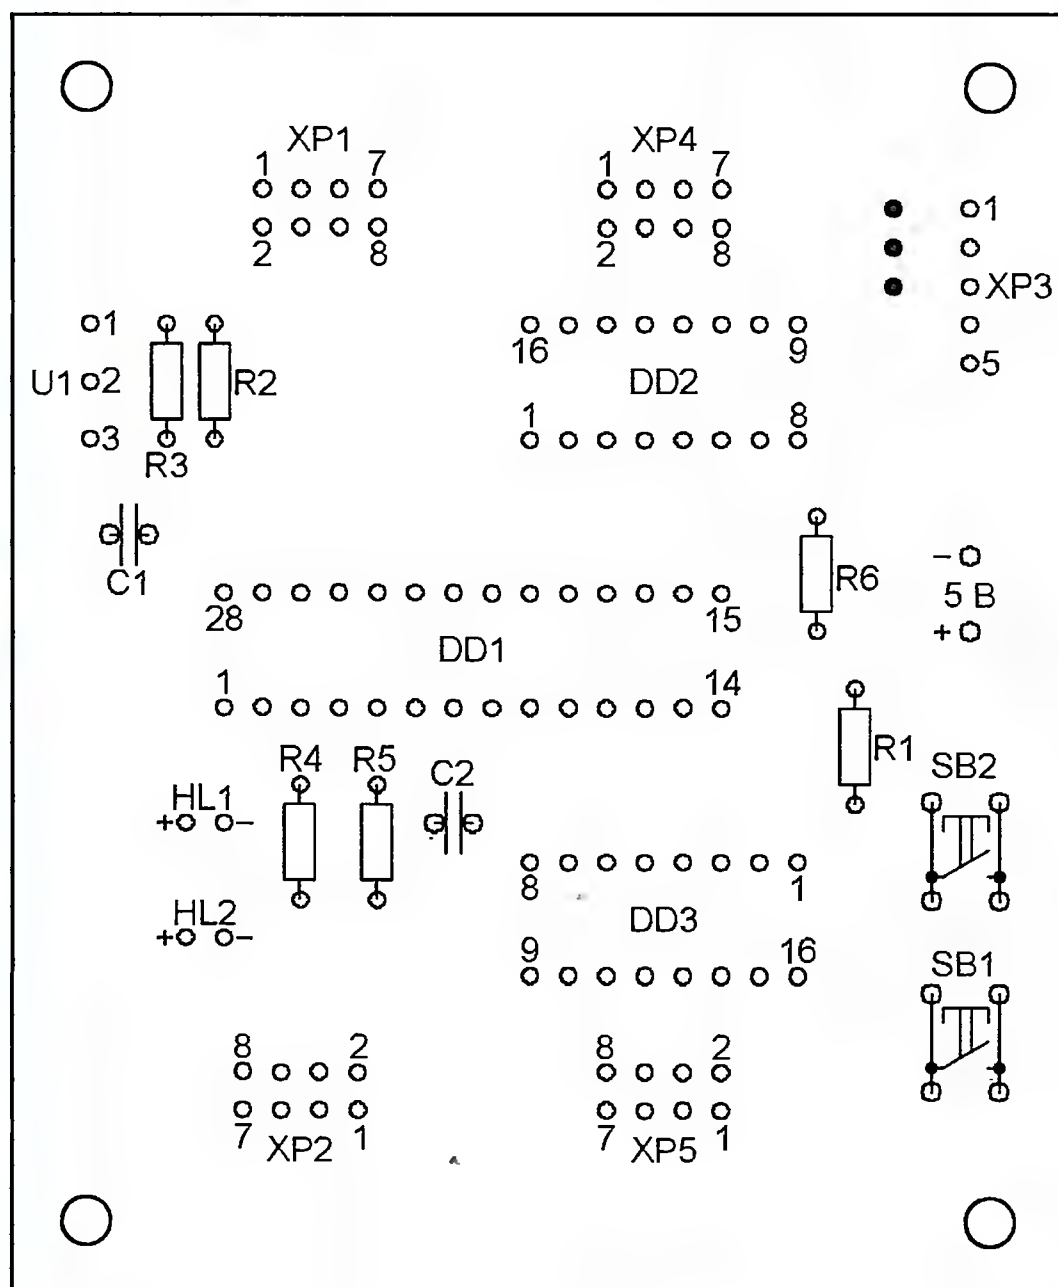 XP1
1 7
2 8
XP4
1 7
2 8
1
XP3
5
1
U1 2
3
R3
R2
16 9
DD2
1 8
C1
R6
–
5 В
+
28 15
DD1
1 14
R4
R5
C2
R1
HL1
+ –
HL2
+ –
8 1
DD3
9 16
SB2
SB1
8 2
7 1
XP2
8 2
7 1
XP5